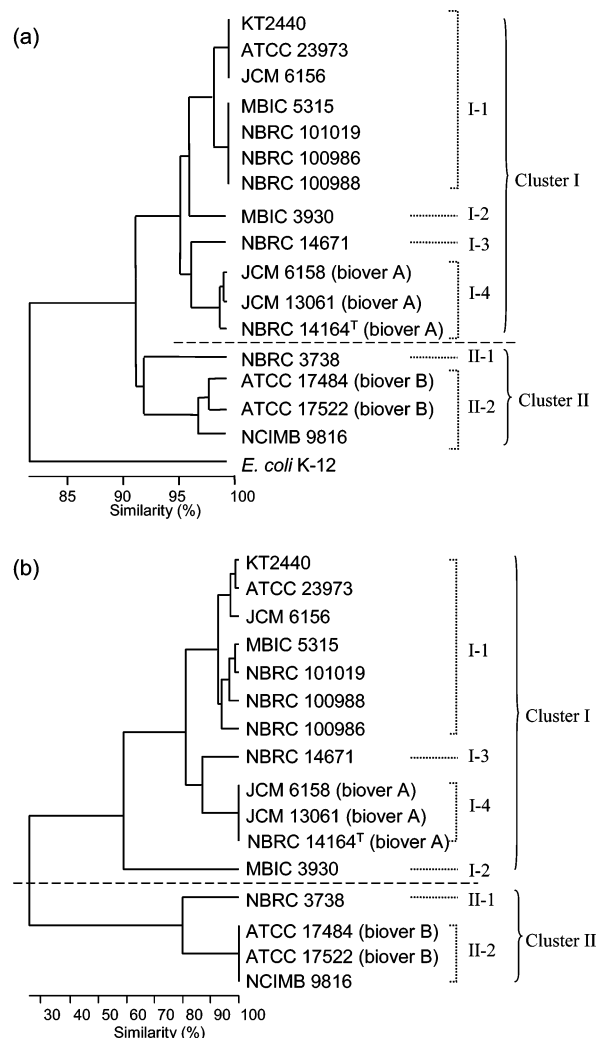 (a)
KT2440
ATCC 23973
JCM 6156
MBIC 5315
I-1
NBRC 101019
NBRC 100986
Cluster I
NBRC 100988
MBIC 3930
I-2
NBRC 14671
I-3
JCM 6158 (biover A)
I-4
JCM 13061 (biover A)
NBRC 14164ᵀ (biover A)
NBRC 3738
II-1
ATCC 17484 (biover B)
Cluster II
ATCC 17522 (biover B)
II-2
NCIMB 9816
E. coli K-12
85 90 95 100
Similarity (%)
(b)
KT2440
ATCC 23973
JCM 6156
MBIC 5315
I-1
NBRC 101019
NBRC 100988
Cluster I
NBRC 100986
NBRC 14671
I-3
JCM 6158 (biover A)
I-4
JCM 13061 (biover A)
NBRC 14164ᵀ (biover A)
MBIC 3930
I-2
NBRC 3738
II-1
ATCC 17484 (biover B)
Cluster II
ATCC 17522 (biover B)
II-2
NCIMB 9816
30 40 50 60 70 80 90 100
Similarity (%)